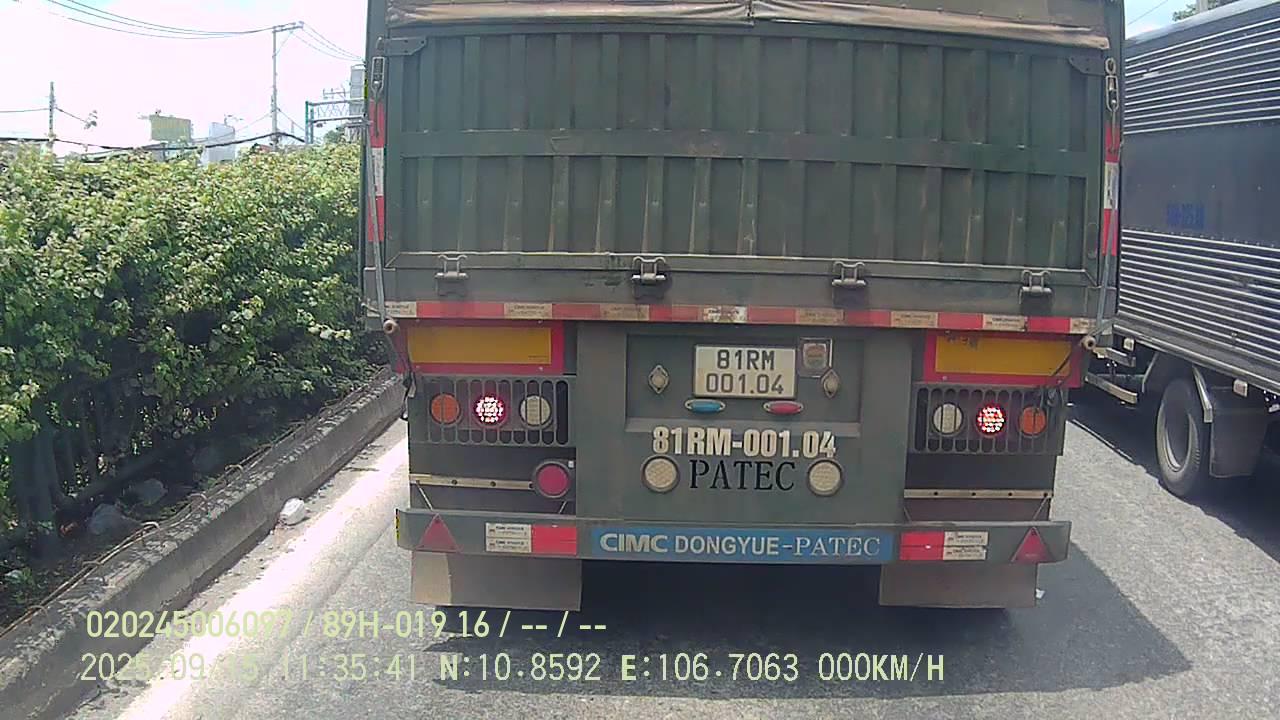 81RM
001.04
81RM-001.04
PATEC
CIMC DONGYUE-PATEC
020245006097 / 89H-019 16 / -- / --
2025.09/15 11:35:41 N:10.8592 E:106.7063 000KM/H